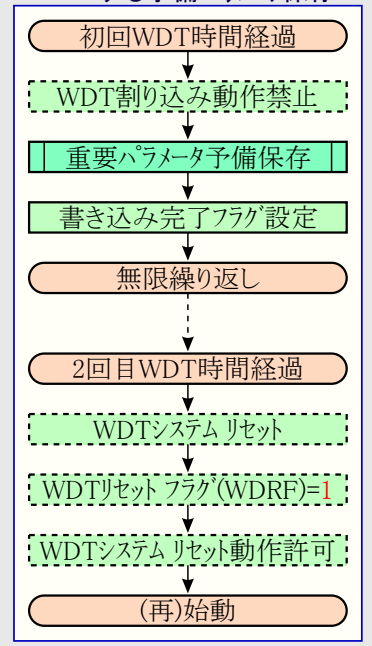 初回WDT時間経過
WDT割り込み動作禁止
重要パラメータ予備保存
書き込み完了フラグ設定
無限繰り返し
2回目WDT時間経過
WDTシステム リセット
WDTリセット フラグ(WDRF)=1
WDTシステム リセット動作許可
(再)始動